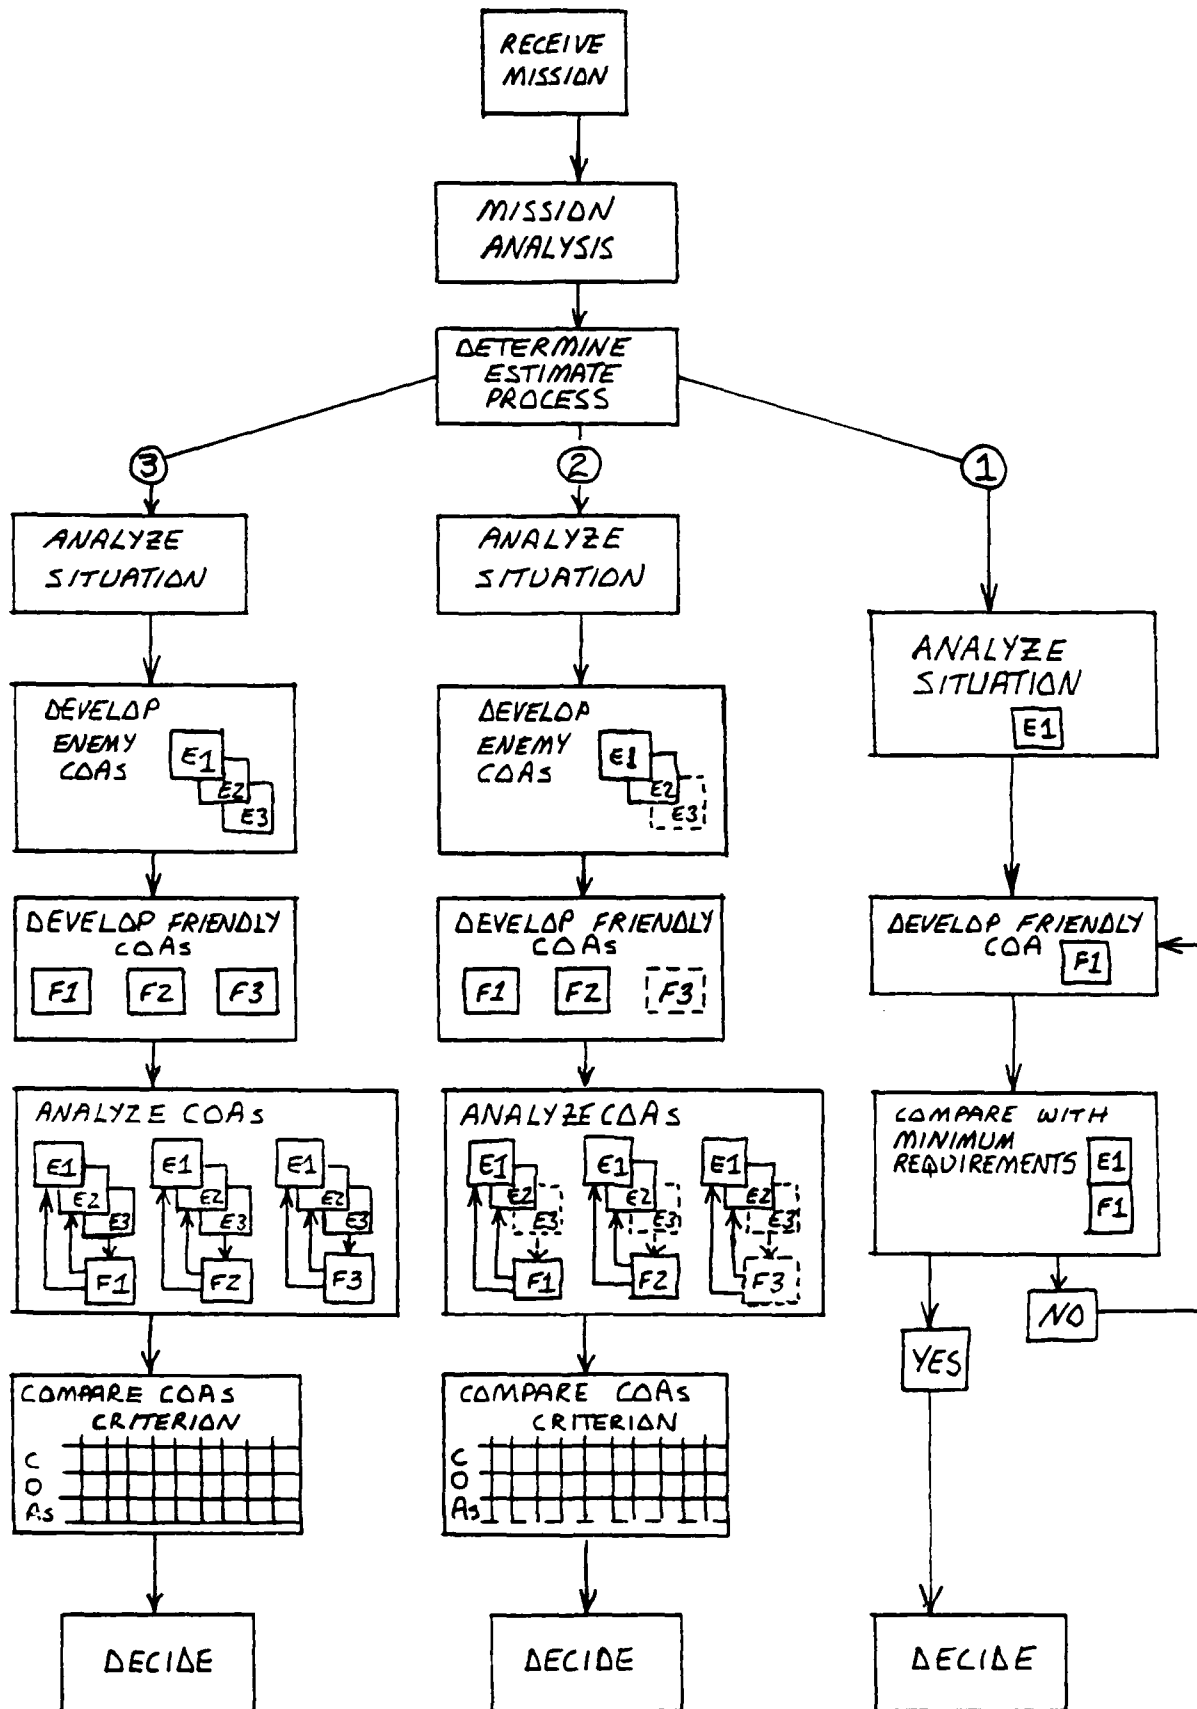 RECEIVE
MISSION
MISSION
ANALYSIS
DETERMINE
ESTIMATE
PROCESS
3
ANALYZE
SITUATION
DEVELOP
ENEMY
COAs
E1
E2
E3
DEVELOP FRIENDLY
COAs
F1 F2 F3
ANALYZE COAs
E1 E1 E1
E2 E2 E2
E3 E3 E3
F1 F2 F3
COMPARE COAs
CRITERION
C
O
As
DECIDE
2
ANALYZE
SITUATION
DEVELOP
ENEMY
COAs
E1
E2
E3
DEVELOP FRIENDLY
COAs
F1 F2 F3
ANALYZE COAs
E1 E1 E1
E2 E2 E2
E3 E3 E3
F1 F2 F3
COMPARE COAs
CRITERION
C
O
As
DECIDE
1
ANALYZE
SITUATION
E1
DEVELOP FRIENDLY
COA F1
COMPARE WITH
MINIMUM
REQUIREMENTS E1
F1
NO
YES
DECIDE